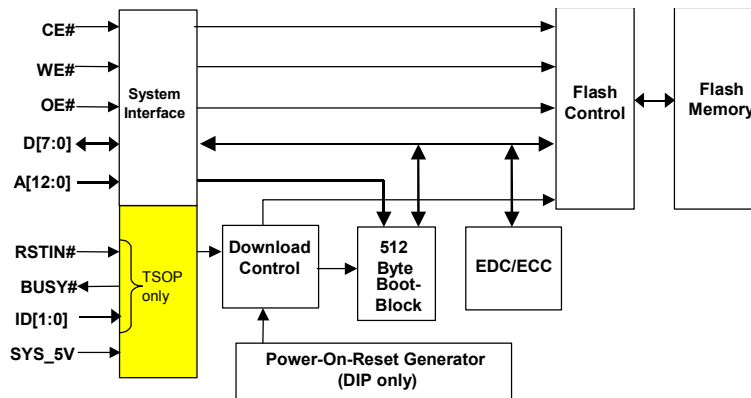 CE#
WE#
OE#
D[7:0]
A[12:0]
RSTIN#
BUSY#
ID[1:0]
SYS_5V
System
Interface
TSOP
only
Download
Control
512
Byte
Boot-
Block
EDC/ECC
Flash
Control
Flash
Memory
Power-On-Reset Generator
(DIP only)